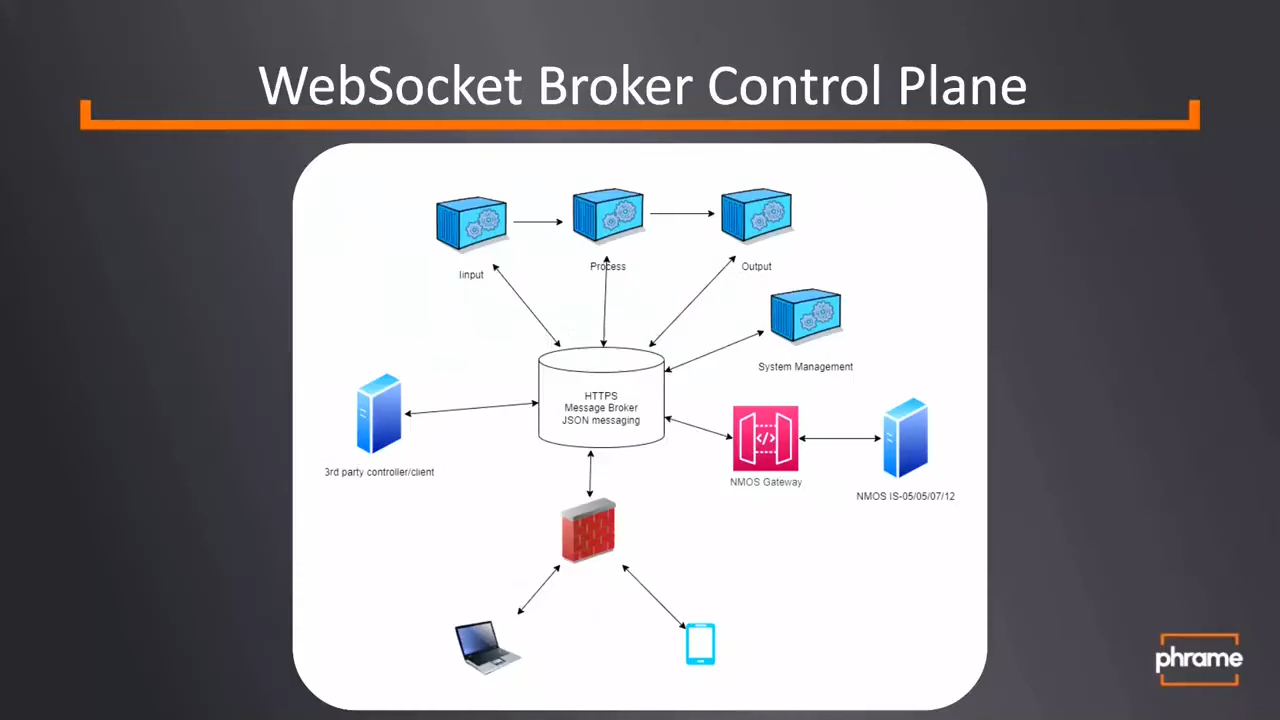 WebSocket Broker Control Plane
Iinput
Process
Output
System Management
HTTPS
Message Broker
JSON messaging
3rd party controller/client
NMOS Gateway
NMOS IS-05/05/07/12
phrame